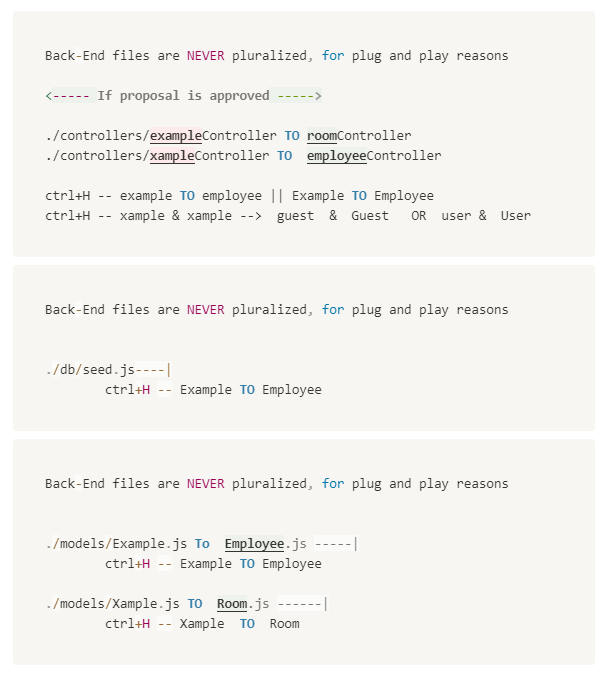 Back-End files are NEVER pluralized, for plug and play reasons
<----- If proposal is approved ----->
./controllers/exampleController TO roomController
./controllers/xampleController TO  employeeController
ctrl+H -- example TO employee || Example TO Employee
ctrl+H -- xample & xample -->  guest  &  Guest   OR  user &  User
Back-End files are NEVER pluralized, for plug and play reasons
./db/seed.js----|
ctrl+H -- Example TO Employee
Back-End files are NEVER pluralized, for plug and play reasons
./models/Example.js To  Employee.js -----|
ctrl+H -- Example TO Employee
./models/Xample.js TO  Room.js ------|
ctrl+H -- Xample  TO  Room